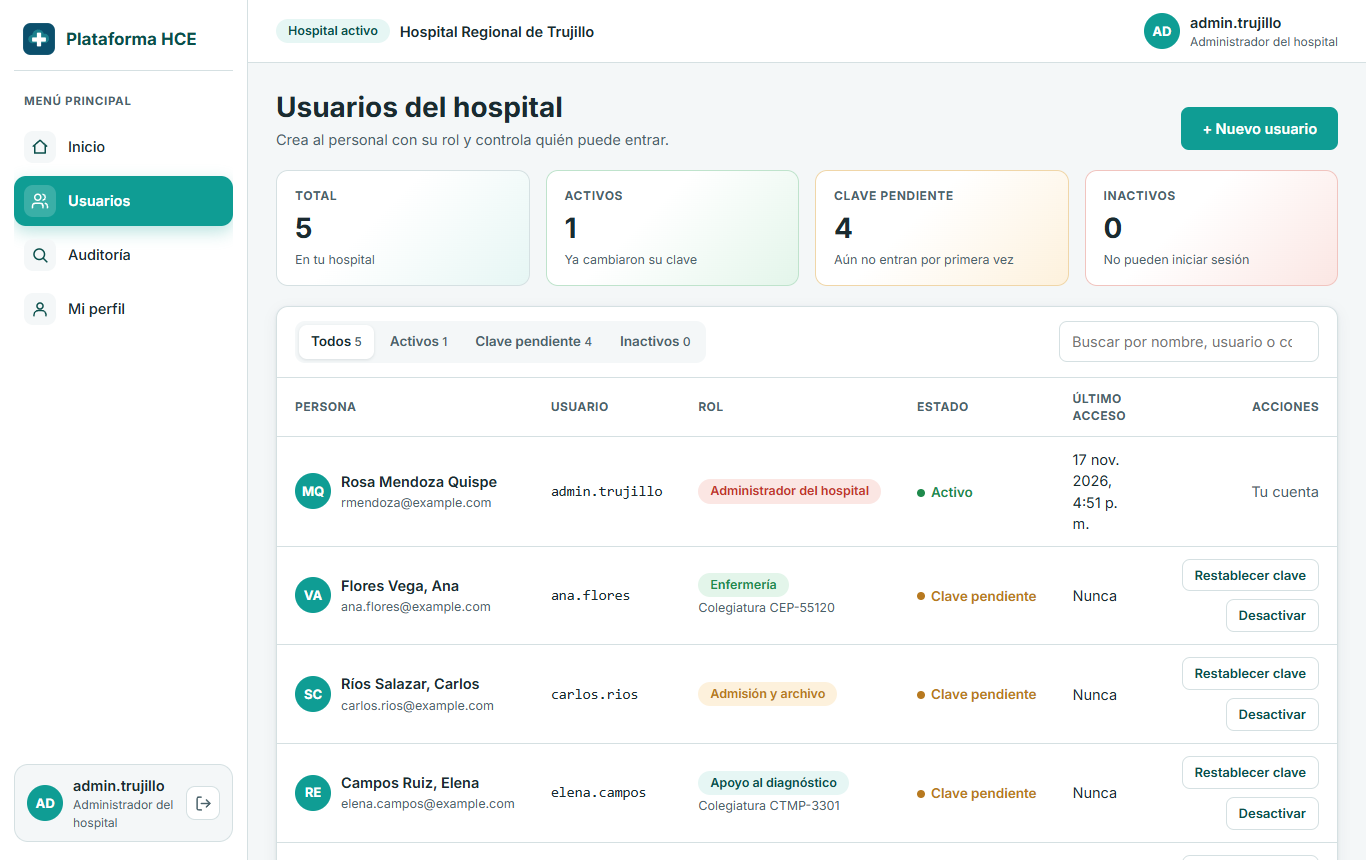 Plataforma HCE
MENÚ PRINCIPAL
Inicio
Usuarios
Auditoría
Mi perfil
AD
admin.trujillo
Administrador del
hospital
Hospital activo
Hospital Regional de Trujillo
AD
admin.trujillo
Administrador del hospital
Usuarios del hospital
Crea al personal con su rol y controla quién puede entrar.
+ Nuevo usuario
TOTAL
5
En tu hospital
ACTIVOS
1
Ya cambiaron su clave
CLAVE PENDIENTE
4
Aún no entran por primera vez
INACTIVOS
0
No pueden iniciar sesión
Todos 5
Activos 1
Clave pendiente 4
Inactivos 0
Buscar por nombre, usuario o cc
PERSONA
USUARIO
ROL
ESTADO
ÚLTIMO
ACCESO
ACCIONES
MQ
Rosa Mendoza Quispe
rmendoza@example.com
admin.trujillo
Administrador del hospital
Activo
17 nov.
2026,
4:51 p.
m.
Tu cuenta
VA
Flores Vega, Ana
ana.flores@example.com
ana.flores
Enfermería
Colegiatura CEP-55120
Clave pendiente
Nunca
Restablecer clave
Desactivar
SC
Ríos Salazar, Carlos
carlos.rios@example.com
carlos.rios
Admisión y archivo
Clave pendiente
Nunca
Restablecer clave
Desactivar
RE
Campos Ruiz, Elena
elena.campos@example.com
elena.campos
Apoyo al diagnóstico
Colegiatura CTMP-3301
Clave pendiente
Nunca
Restablecer clave
Desactivar